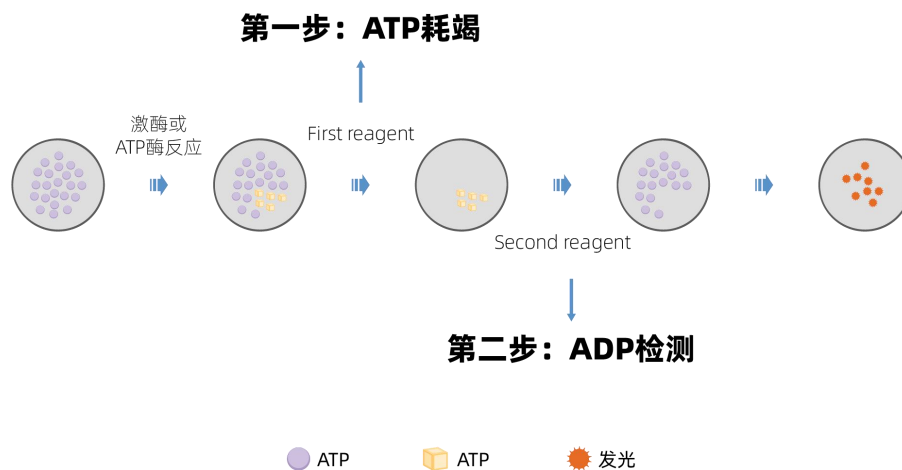 第一步：ATP耗竭
激酶或
ATP酶反应
First reagent
Second reagent
第二步：ADP检测
ATP
ATP
发光